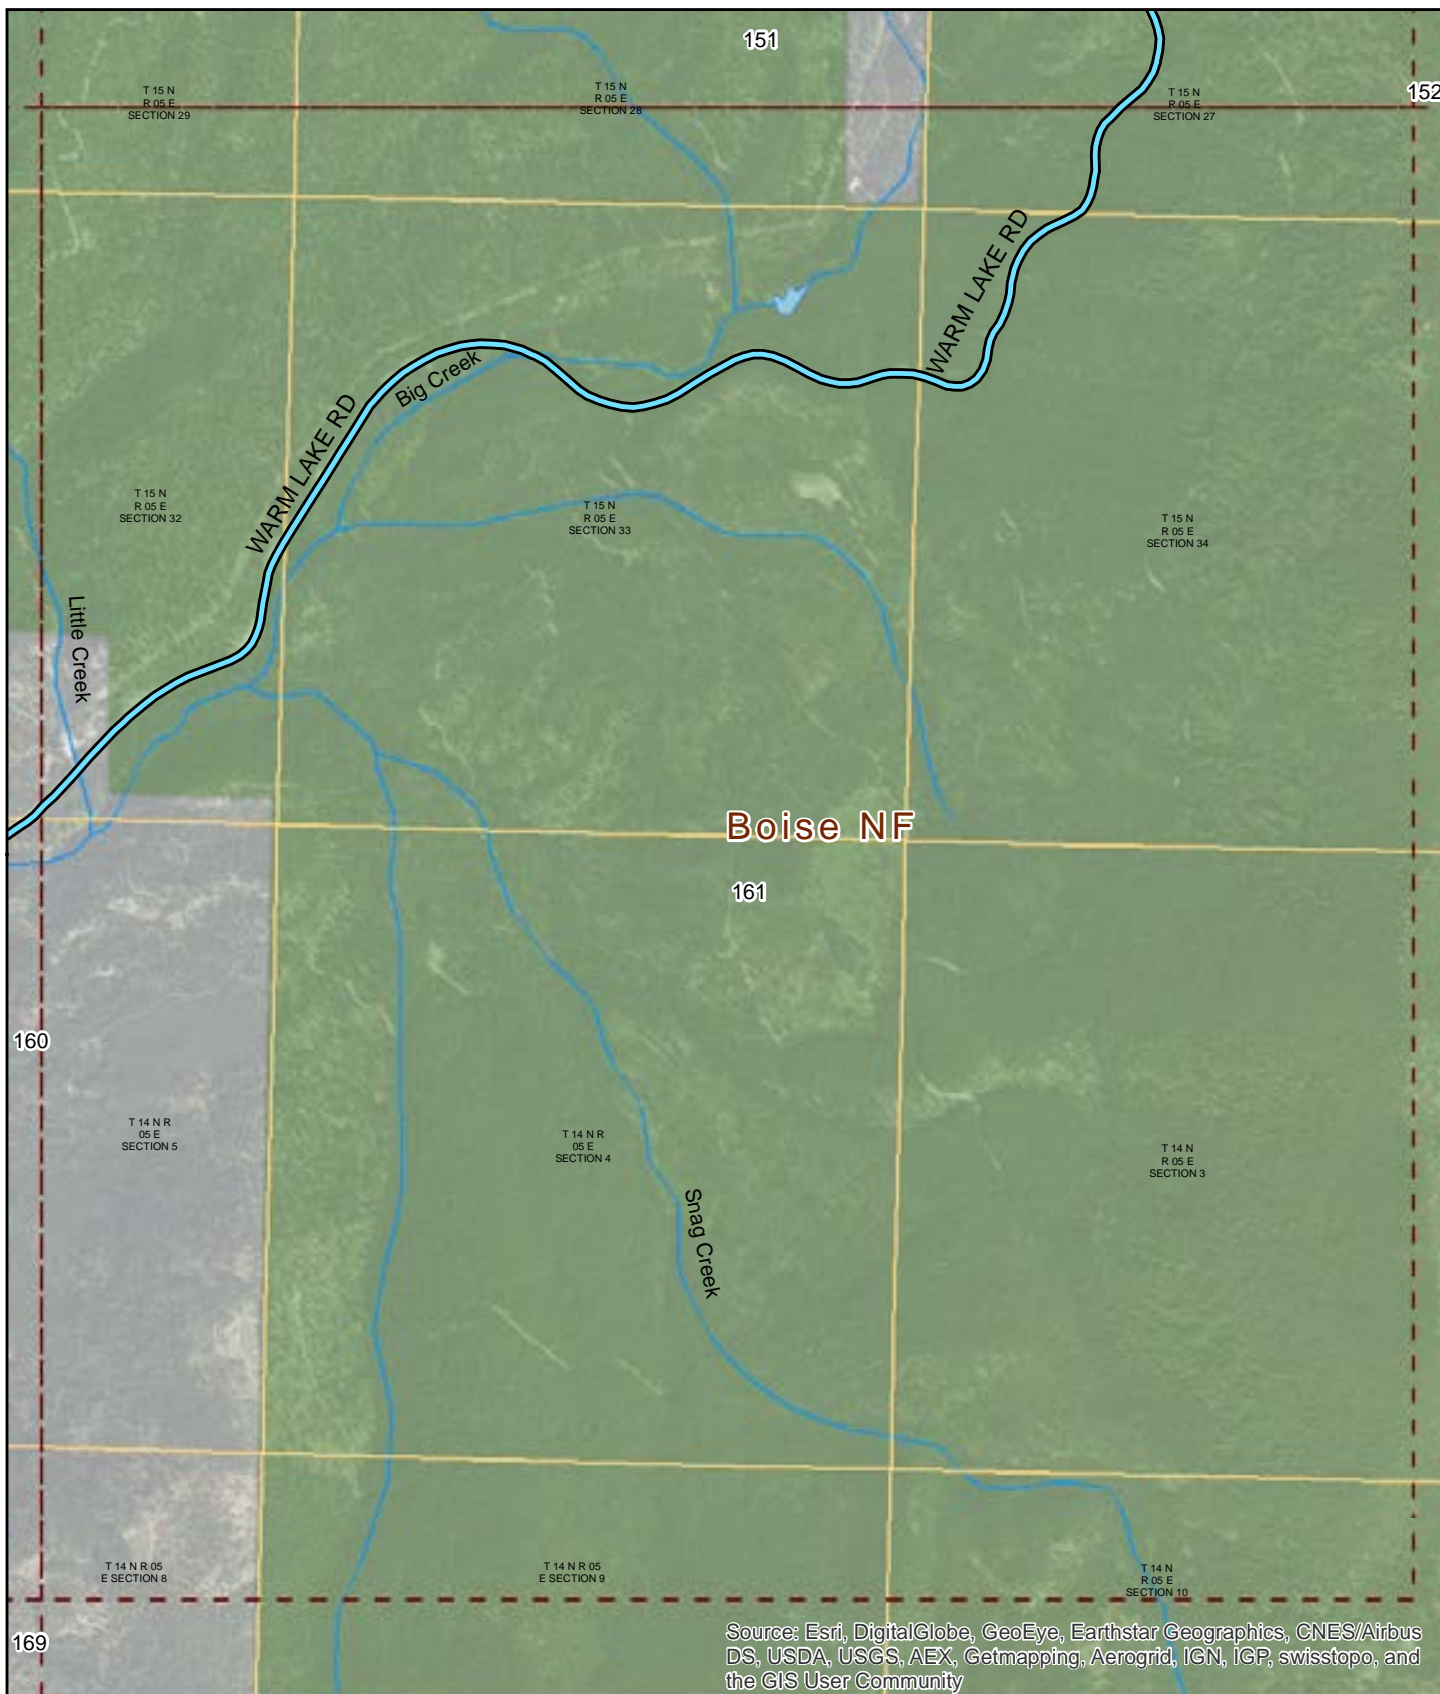 151
152
T 15 N
R 05 E
SECTION 29
T 15 N
R 05 E
SECTION 28
T 15 N
R 05 E
SECTION 27
WARM LAKE RD
Big Creek
WARM LAKE RD
T 15 N
R 05 E
SECTION 32
T 15 N
R 05 E
SECTION 33
T 15 N
R 05 E
SECTION 34
Little Creek
Boise NF
161
160
T 14 N R
05 E
SECTION 5
T 14 N R
05 E
SECTION 4
T 14 N
R 05 E
SECTION 3
Snag Creek
T 14 N R 05
E SECTION 8
T 14 N R 05
E SECTION 9
T 14 N
R 05 E
SECTION 10
169
Source: Esri, DigitalGlobe, GeoEye, Earthstar Geographics, CNES/Airbus
DS, USDA, USGS, AEX, Getmapping, Aerogrid, IGN, IGP, swisstopo, and
the GIS User Community